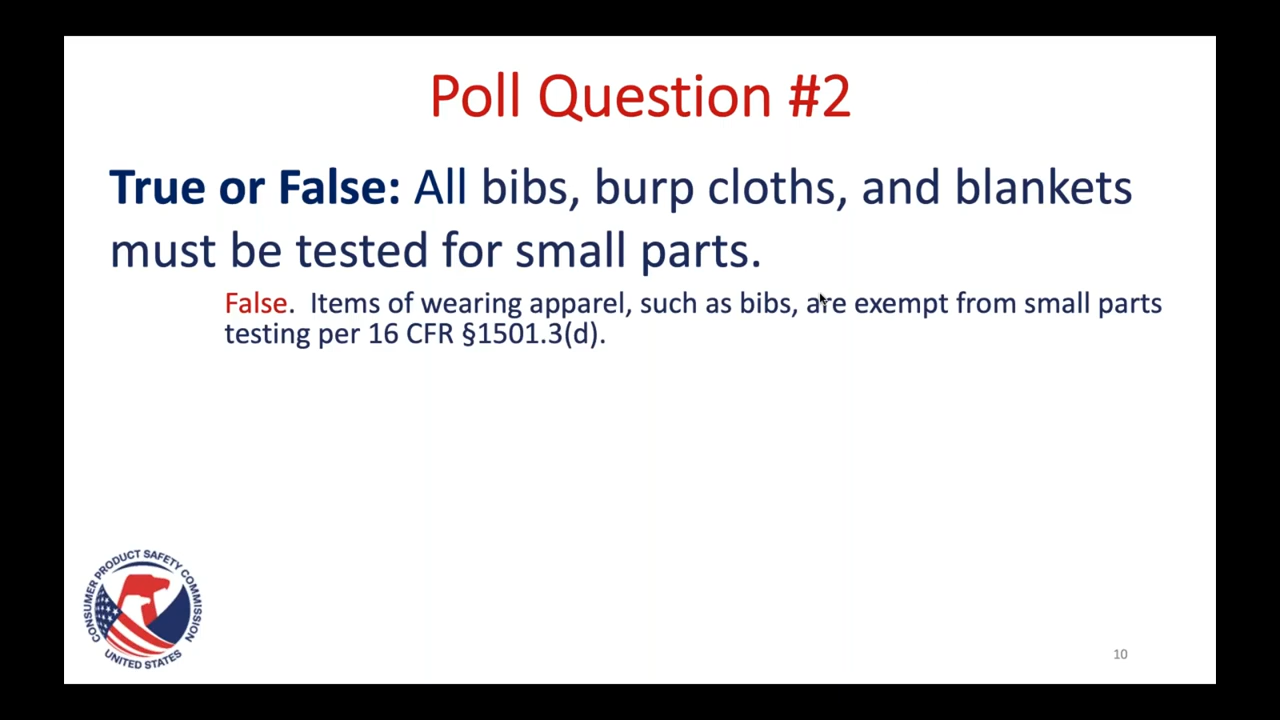 Poll Question #2
True or False: All bibs, burp cloths, and blankets
must be tested for small parts.
False.  Items of wearing apparel, such as bibs, are exempt from small parts
testing per 16 CFR §1501.3(d).
CONSUMER PRODUCT SAFETY COMMISSION
UNITED STATES
10